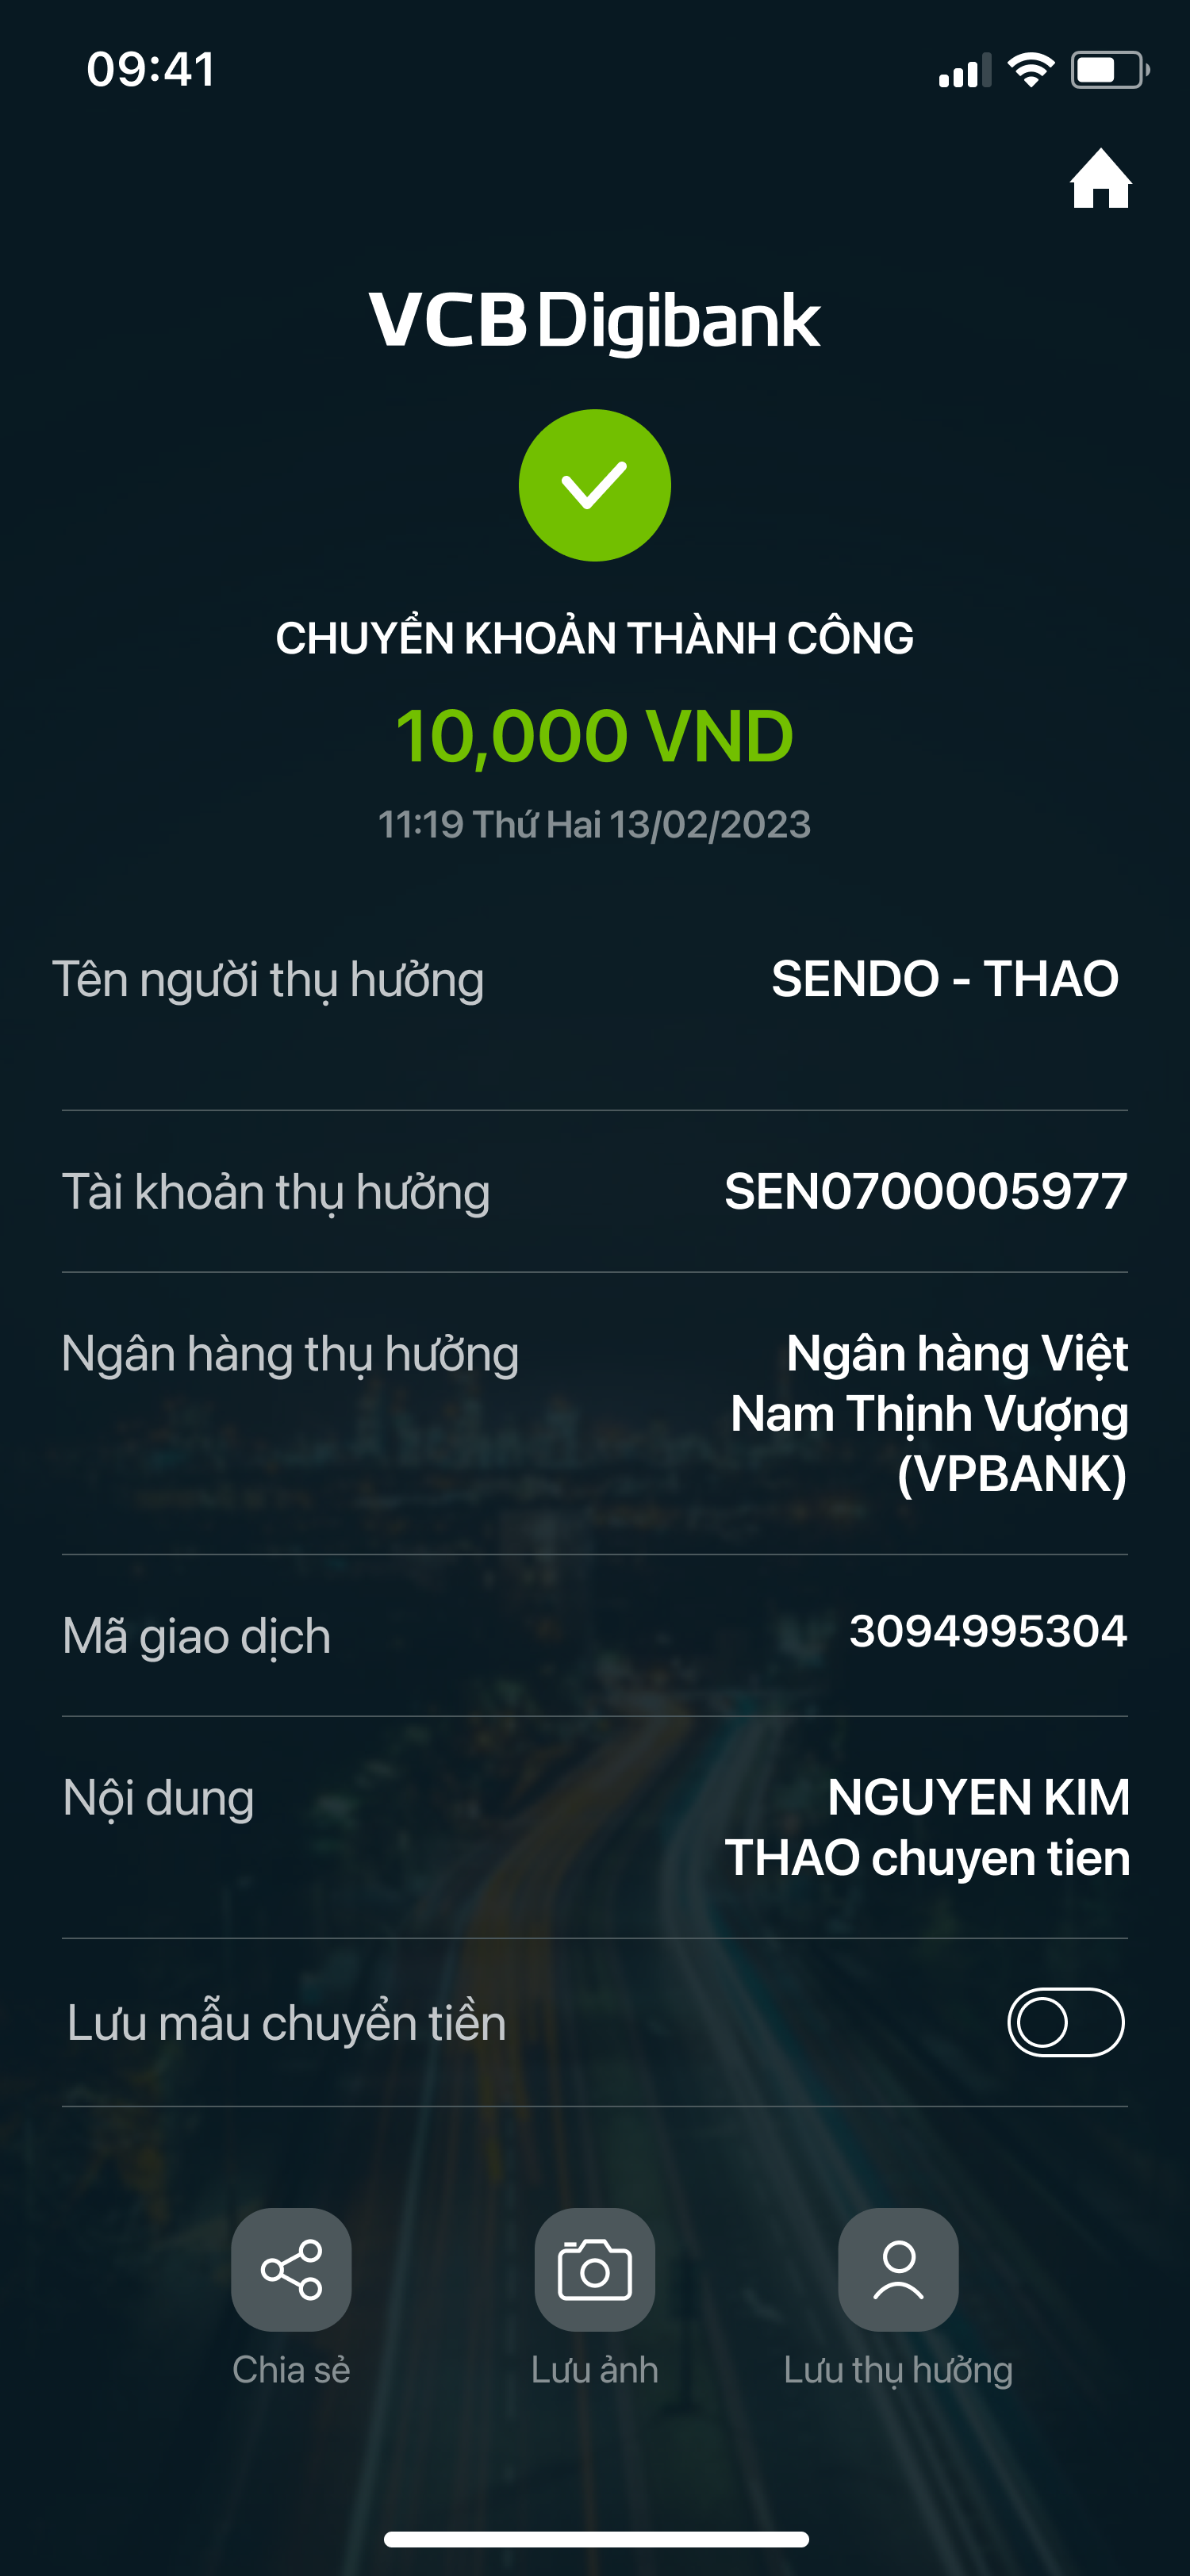 09:41
VCB Digibank
CHUYỂN KHOẢN THÀNH CÔNG
10,000 VND
11:19 Thứ Hai 13/02/2023
Tên người thụ hưởng SENDO - THAO
Tài khoản thụ hưởng SEN0700005977
Ngân hàng thụ hưởng Ngân hàng Việt
Nam Thịnh Vượng
(VPBANK)
Mã giao dịch 3094995304
Nội dung NGUYEN KIM
THAO chuyen tien
Lưu mẫu chuyển tiền
Chia sẻ Lưu ảnh Lưu thụ hưởng